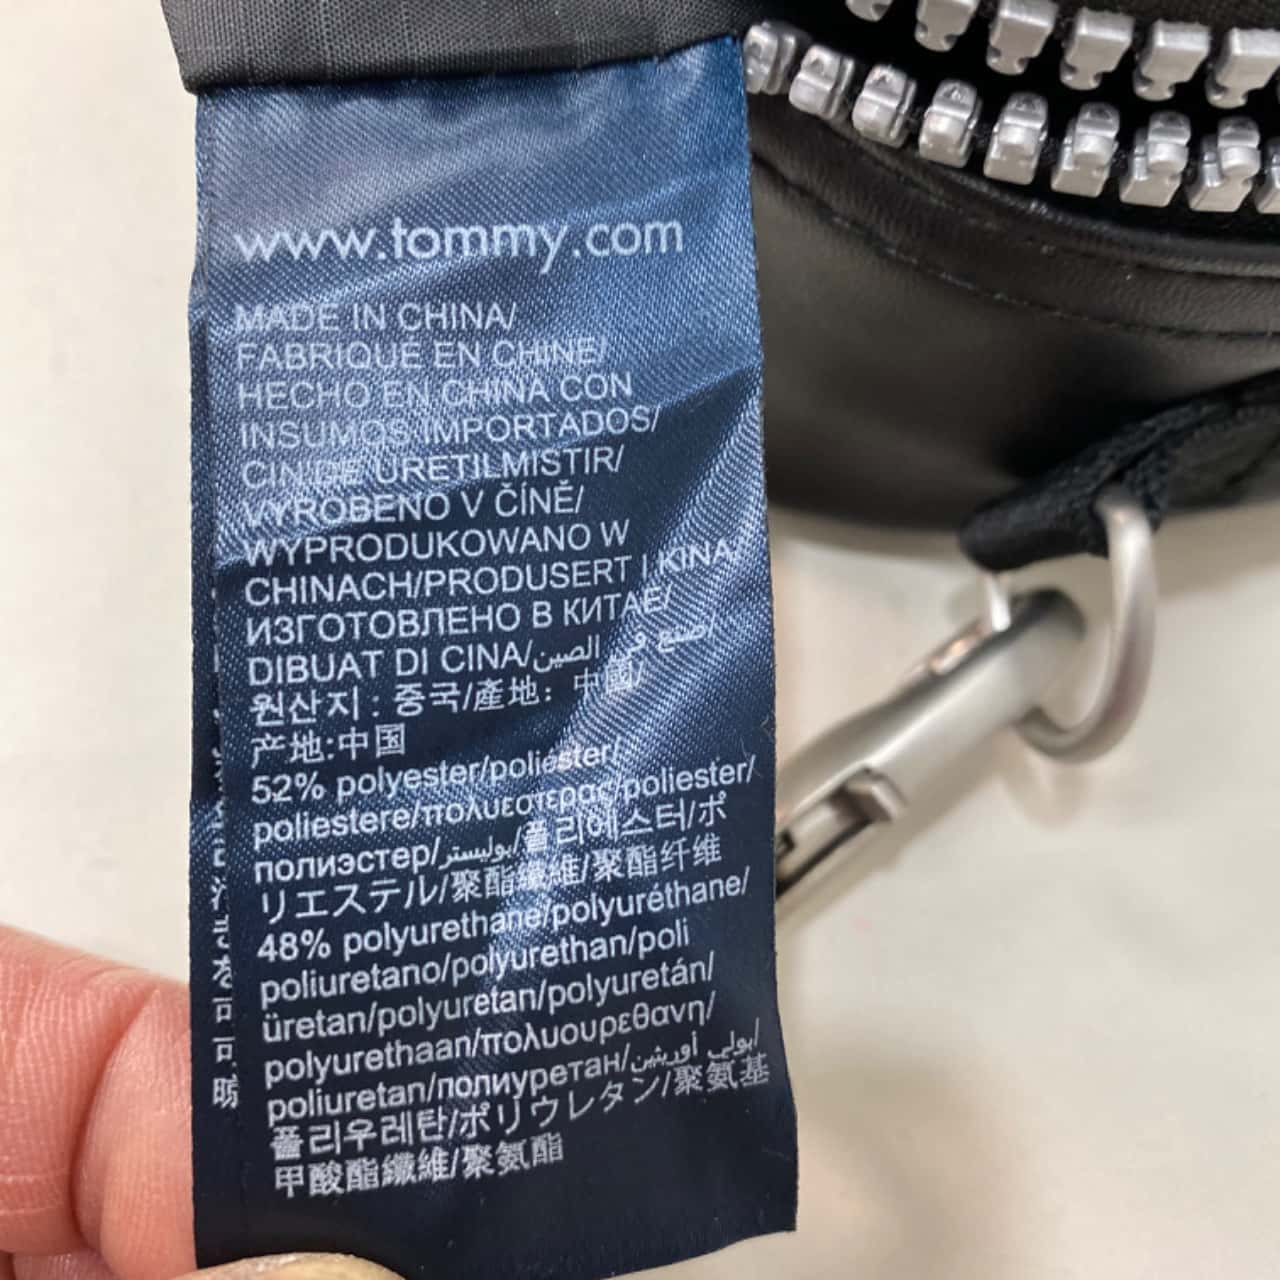 www.tommy.com
MADE IN CHINA/
FABRIQUÉ EN CHINE/
HECHO EN CHINA CON
INSUMOS IMPORTADOS/
CIN'DE URETILMISTIR/
VYROBENO V ČÍNĚ/
WYPRODUKOWANO W
CHINACH/PRODUSERT I KINA/
ИЗГОТОВЛЕНО В КИТАЕ/
DIBUAT DI CINA/صنع في الصين/
원산지 : 중국/產地: 中國/
产地:中国
52% polyester/poliéster/
poliestere/πολυεστερας/poliester/
полиэстер/بوليستر/폴리에스터/ポ
リエステル/聚酯纖維/聚酯纤维
48% polyurethane/polyuréthane/
poliuretano/polyurethan/poli
üretan/polyuretan/polyuretán/
polyurethaan/πολυουρεθανη/
poliuretan/полиуретан/بولي أوريثين/
폴리우레탄/ポリウレタン/聚氨基
甲酸酯纖維/聚氨酯